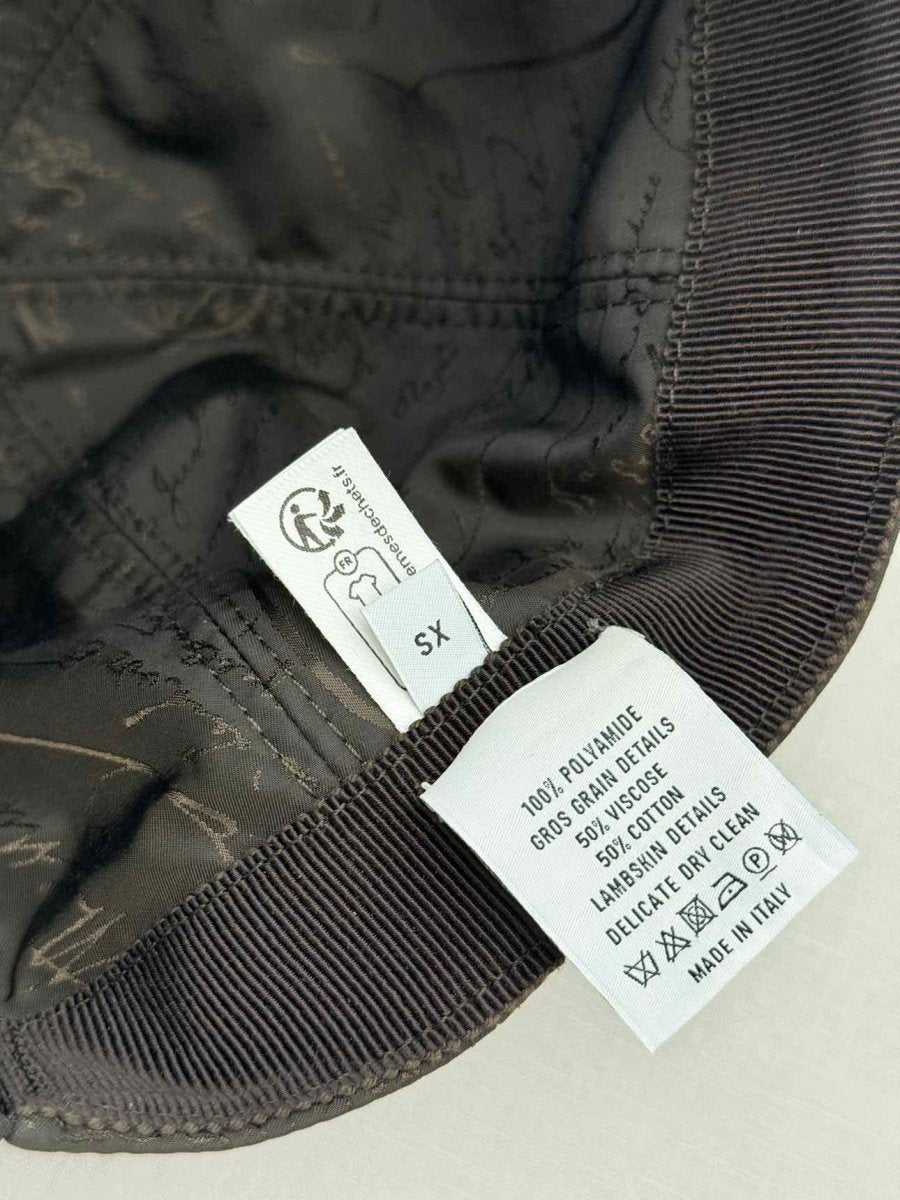 emesdechets.fr
FR
XS
100% POLYAMIDE
GROS GRAIN DETAILS
50% VISCOSE
50% COTTON
LAMBSKIN DETAILS
DELICATE DRY CLEAN
P
MADE IN ITALY